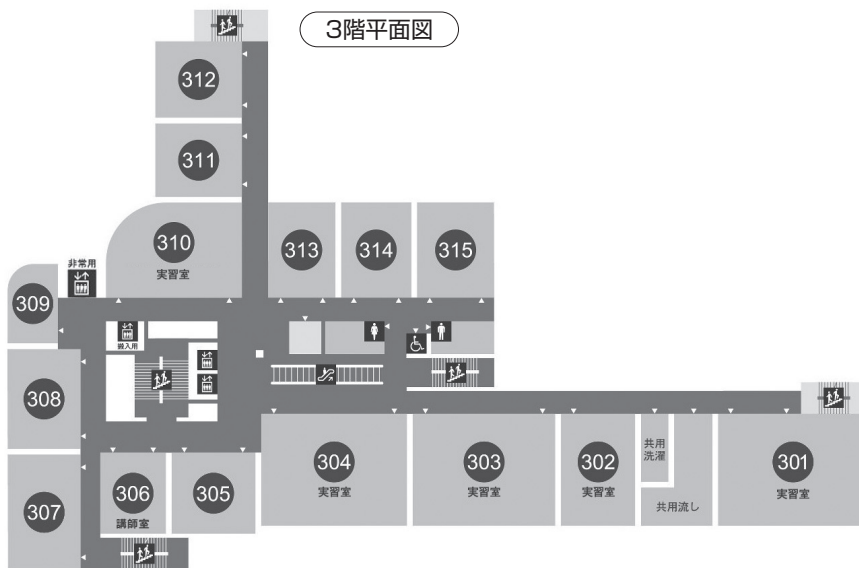 3階平面図
312
311
310
実習室
313
314
315
非常用
309
搬入用
308
307
306
講師室
305
304
実習室
303
実習室
302
実習室
共用
洗濯
共用流し
301
実習室